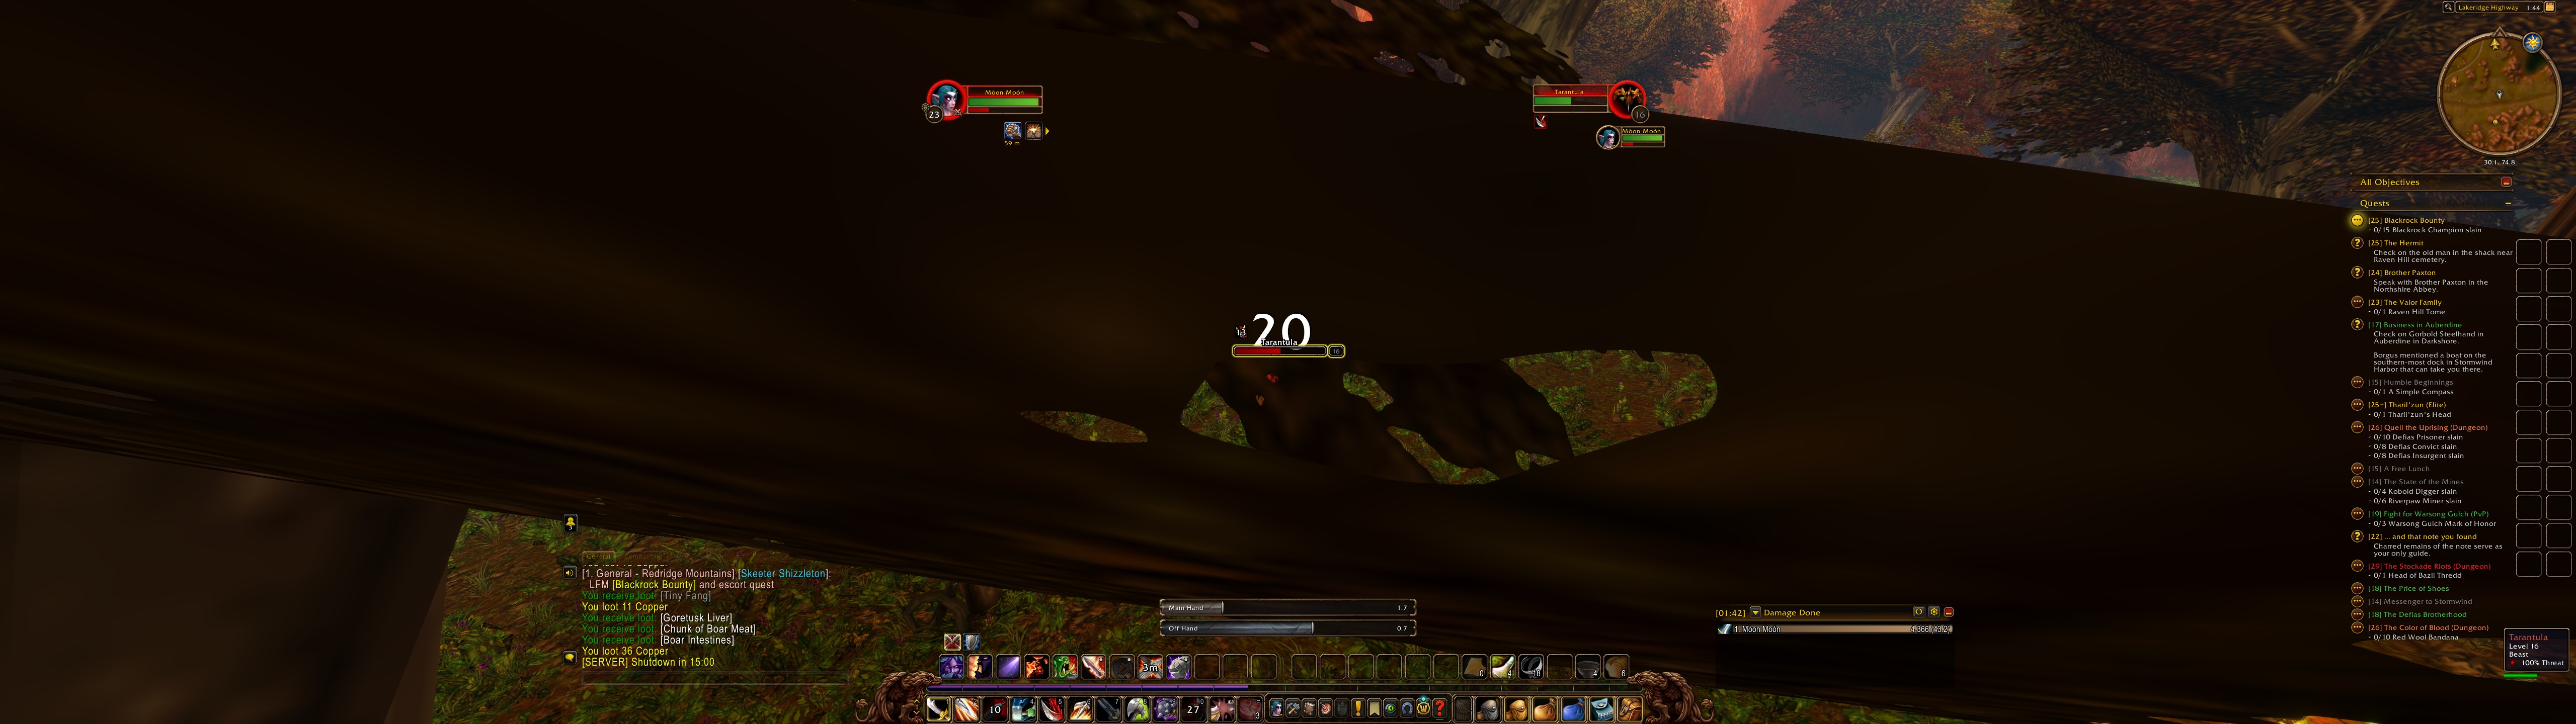 Lakeridge Highway 1:44
Möon Moön
23
59 m
Tarantula
16
Möon Moön
30.1, 74.8
All Objectives
Quests
[25] Blackrock Bounty
- 0/15 Blackrock Champion slain
[25] The Hermit
Check on the old man in the shack near
Raven Hill cemetery.
[24] Brother Paxton
Speak with Brother Paxton in the
Northshire Abbey.
[23] The Valor Family
- 0/1 Raven Hill Tome
[17] Business in Auberdine
Check on Gorbold Steelhand in
Auberdine in Darkshore.
Borgus mentioned a boat on the
southern-most dock in Stormwind
Harbor that can take you there.
[15] Humble Beginnings
- 0/1 A Simple Compass
[25+] Tharil'zun (Elite)
- 0/1 Tharil'zun's Head
[26] Quell the Uprising (Dungeon)
- 0/10 Defias Prisoner slain
- 0/8 Defias Convict slain
- 0/8 Defias Insurgent slain
[15] A Free Lunch
[14] The State of the Mines
- 0/4 Kobold Digger slain
- 0/6 Riverpaw Miner slain
[19] Fight for Warsong Gulch (PvP)
- 0/3 Warsong Gulch Mark of Honor
[22] ... and that note you found
Charred remains of the note serve as
your only guide.
[29] The Stockade Riots (Dungeon)
- 0/1 Head of Bazil Thredd
[18] The Price of Shoes
[14] Messenger to Stormwind
[18] The Defias Brotherhood
[26] The Color of Blood (Dungeon)
- 0/10 Red Wool Bandana
20
Tarantula
16
[1. General - Redridge Mountains] [Skeeter Shizzleton]:
LFM [Blackrock Bounty] and escort quest
You receive loot: [Tiny Fang]
You loot 11 Copper
You receive loot: [Goretusk Liver]
You receive loot: [Chunk of Boar Meat]
You receive loot: [Boar Intestines]
You loot 36 Copper
[SERVER] Shutdown in 15:00
Main Hand 1.7
Off Hand 0.7
[01:42] Damage Done
1. Moon Moon
Tarantula
Level 16
Beast
100% Threat
3m
0 4 18 4 6
10
27
3